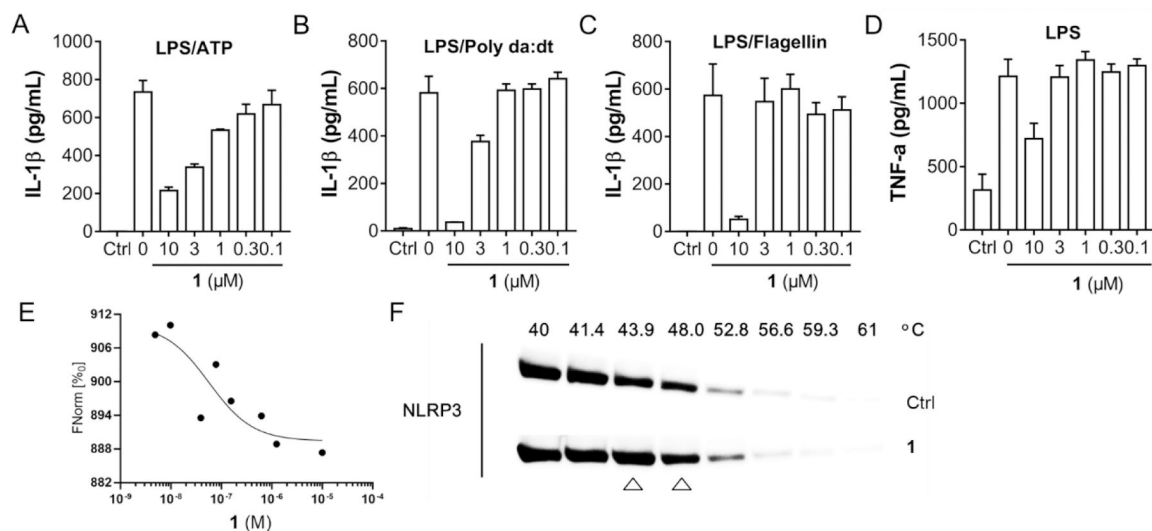 A
LPS/ATP
IL-1β (pg/mL)
1000
800
600
400
200
0
Ctrl 0 10 3 1 0.30.1
1 (μM)
B
LPS/Poly da:dt
IL-1β (pg/mL)
800
600
400
200
0
Ctrl 0 10 3 1 0.30.1
1 (μM)
C
LPS/Flagellin
IL-1β (pg/mL)
800
600
400
200
0
Ctrl 0 10 3 1 0.30.1
1 (μM)
D
LPS
TNF-a (pg/mL)
1500
1200
900
600
300
0
Ctrl 0 10 3 1 0.30.1
1 (μM)
E
FNorm [‰]
912
906
900
894
888
882
10⁻⁹ 10⁻⁸ 10⁻⁷ 10⁻⁶ 10⁻⁵ 10⁻⁴
1 (M)
F
40 41.4 43.9 48.0 52.8 56.6 59.3 61 °C
NLRP3
Ctrl
1